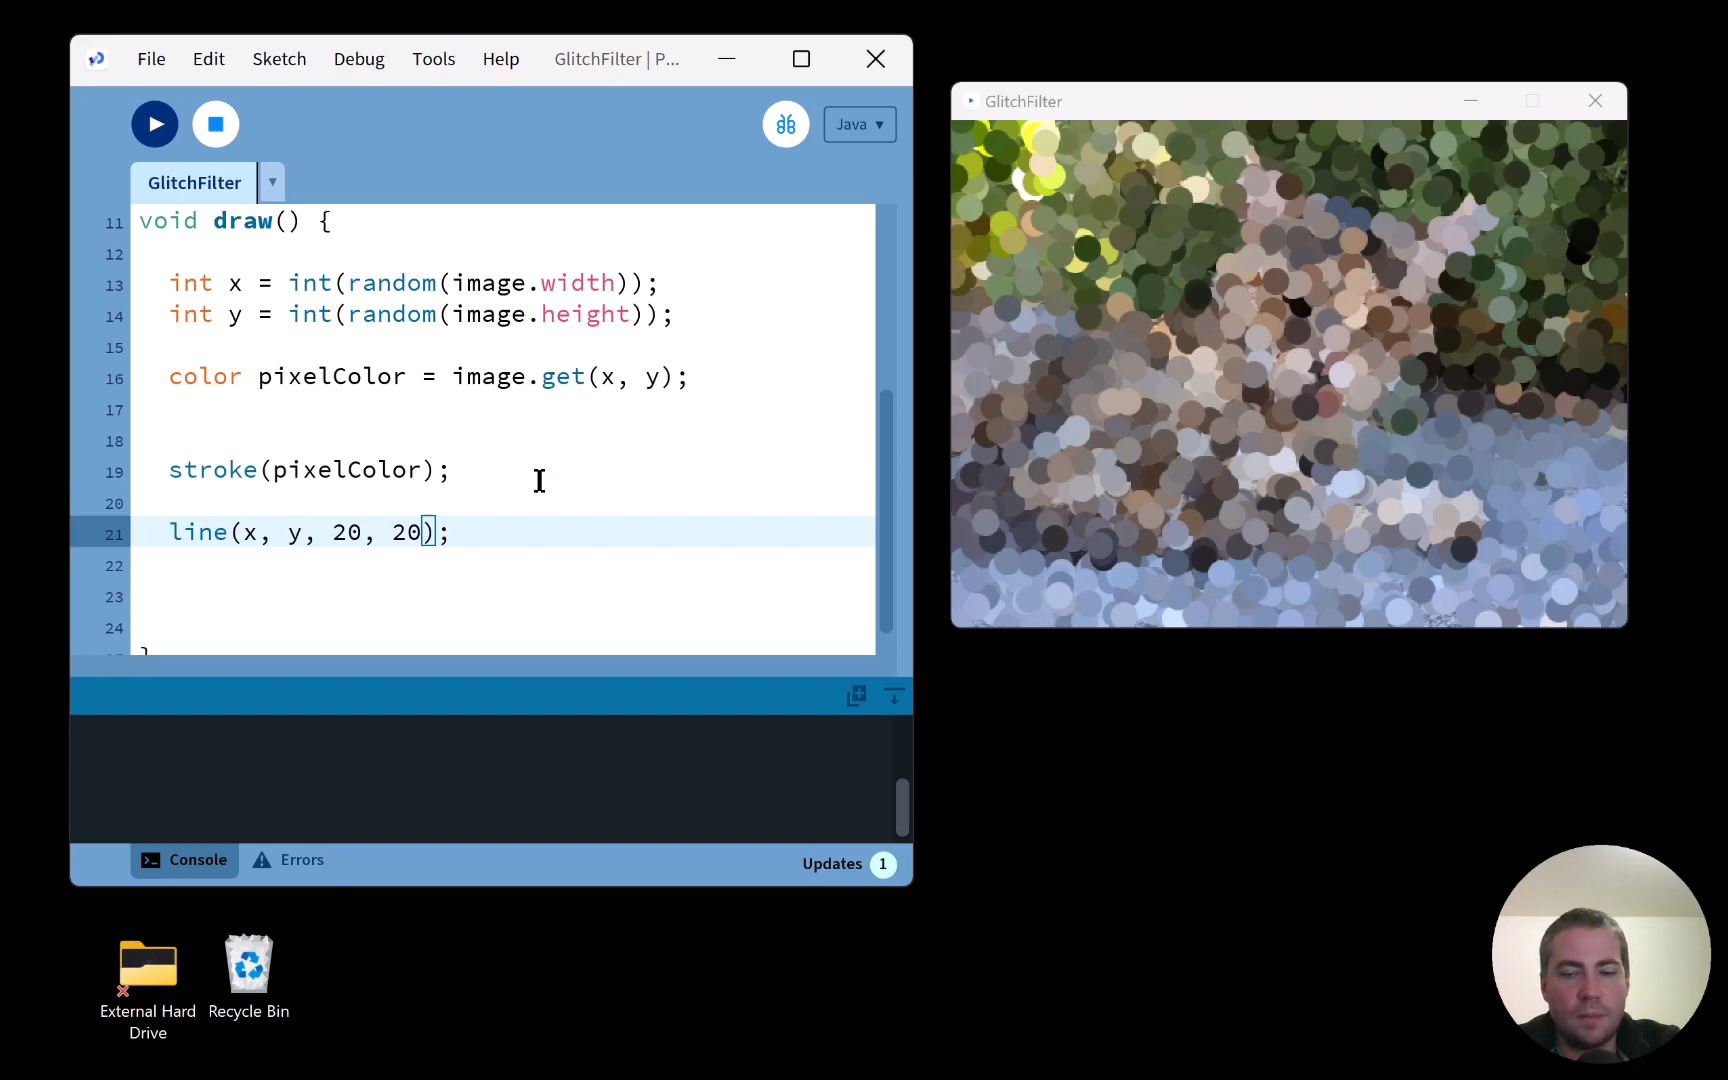 File Edit Sketch Debug Tools Help GlitchFilter | P...
Java ▼
GlitchFilter ▼
11 void draw() {
12
13 int x = int(random(image.width));
14 int y = int(random(image.height));
15
16 color pixelColor = image.get(x, y);
17
18
19 stroke(pixelColor);
20
21 line(x, y, 20, 20);
22
23
24
}
Console Errors Updates 1
GlitchFilter
External Hard Drive
Recycle Bin